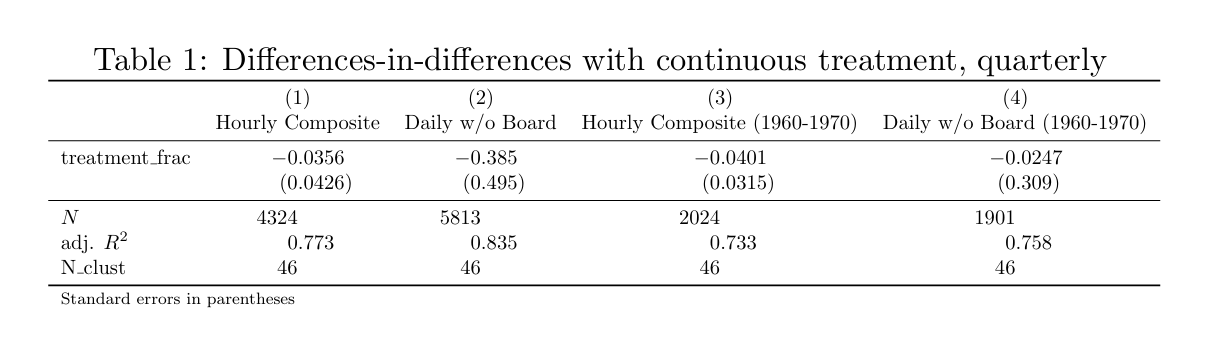 Table 1: Differences-in-differences with continuous treatment, quarterly
(1) (2) (3) (4)
Hourly Composite Daily w/o Board Hourly Composite (1960-1970) Daily w/o Board (1960-1970)
treatment_frac −0.0356 −0.385 −0.0401 −0.0247
(0.0426) (0.495) (0.0315) (0.309)
N 4324 5813 2024 1901
adj. R² 0.773 0.835 0.733 0.758
N_clust 46 46 46 46
Standard errors in parentheses